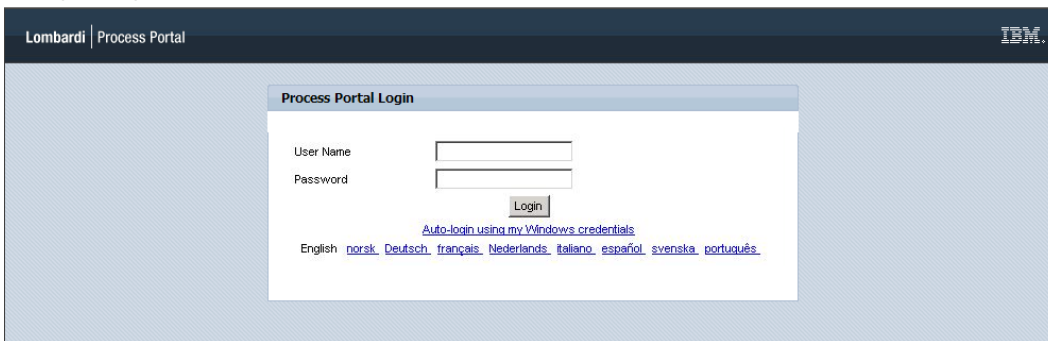 Lombardi | Process Portal
IBM.
Process Portal Login
User Name
Password
Login
Auto-login using my Windows credentials
English norsk Deutsch français Nederlands italiano español svenska português